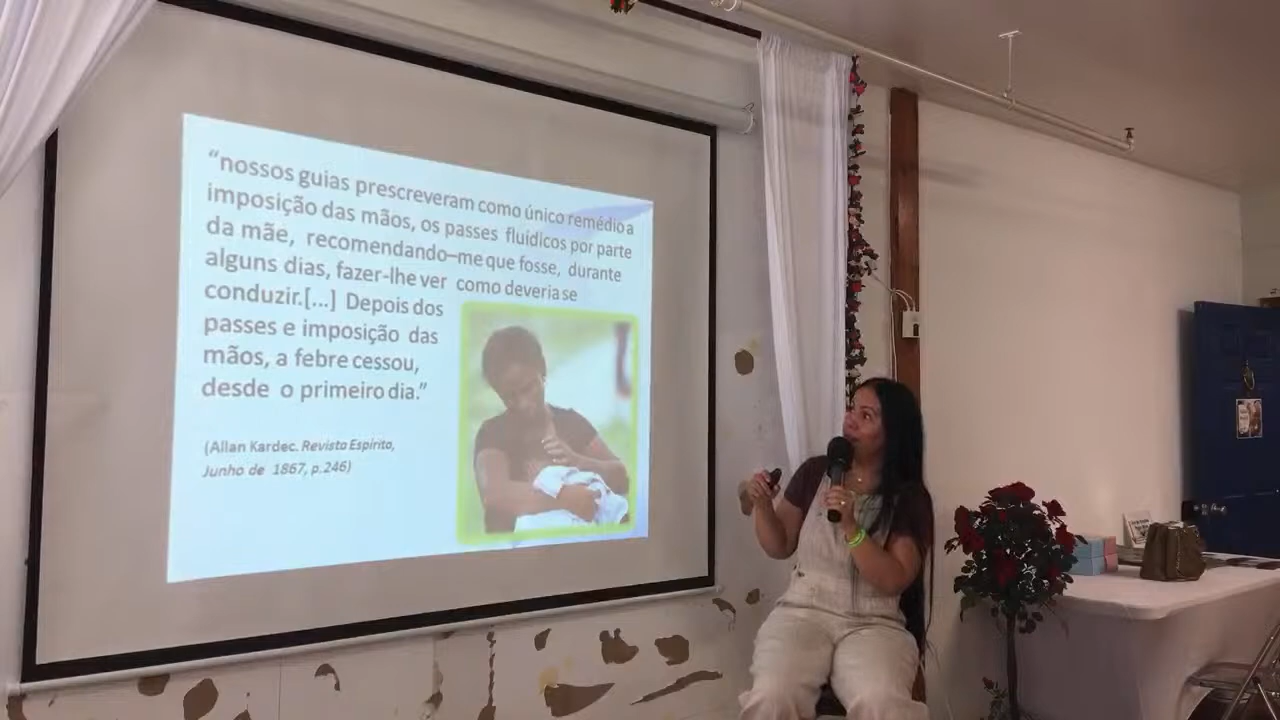 “nossos guias prescreveram como único remédio a
imposição das mãos, os passes fluídicos por parte
da mãe, recomendando–me que fosse, durante
alguns dias, fazer-lhe ver como deveria se
conduzir.[...] Depois dos
passes e imposição das
mãos, a febre cessou,
desde o primeiro dia.”
(Allan Kardec. Revista Espírita,
Junho de 1867, p.246)